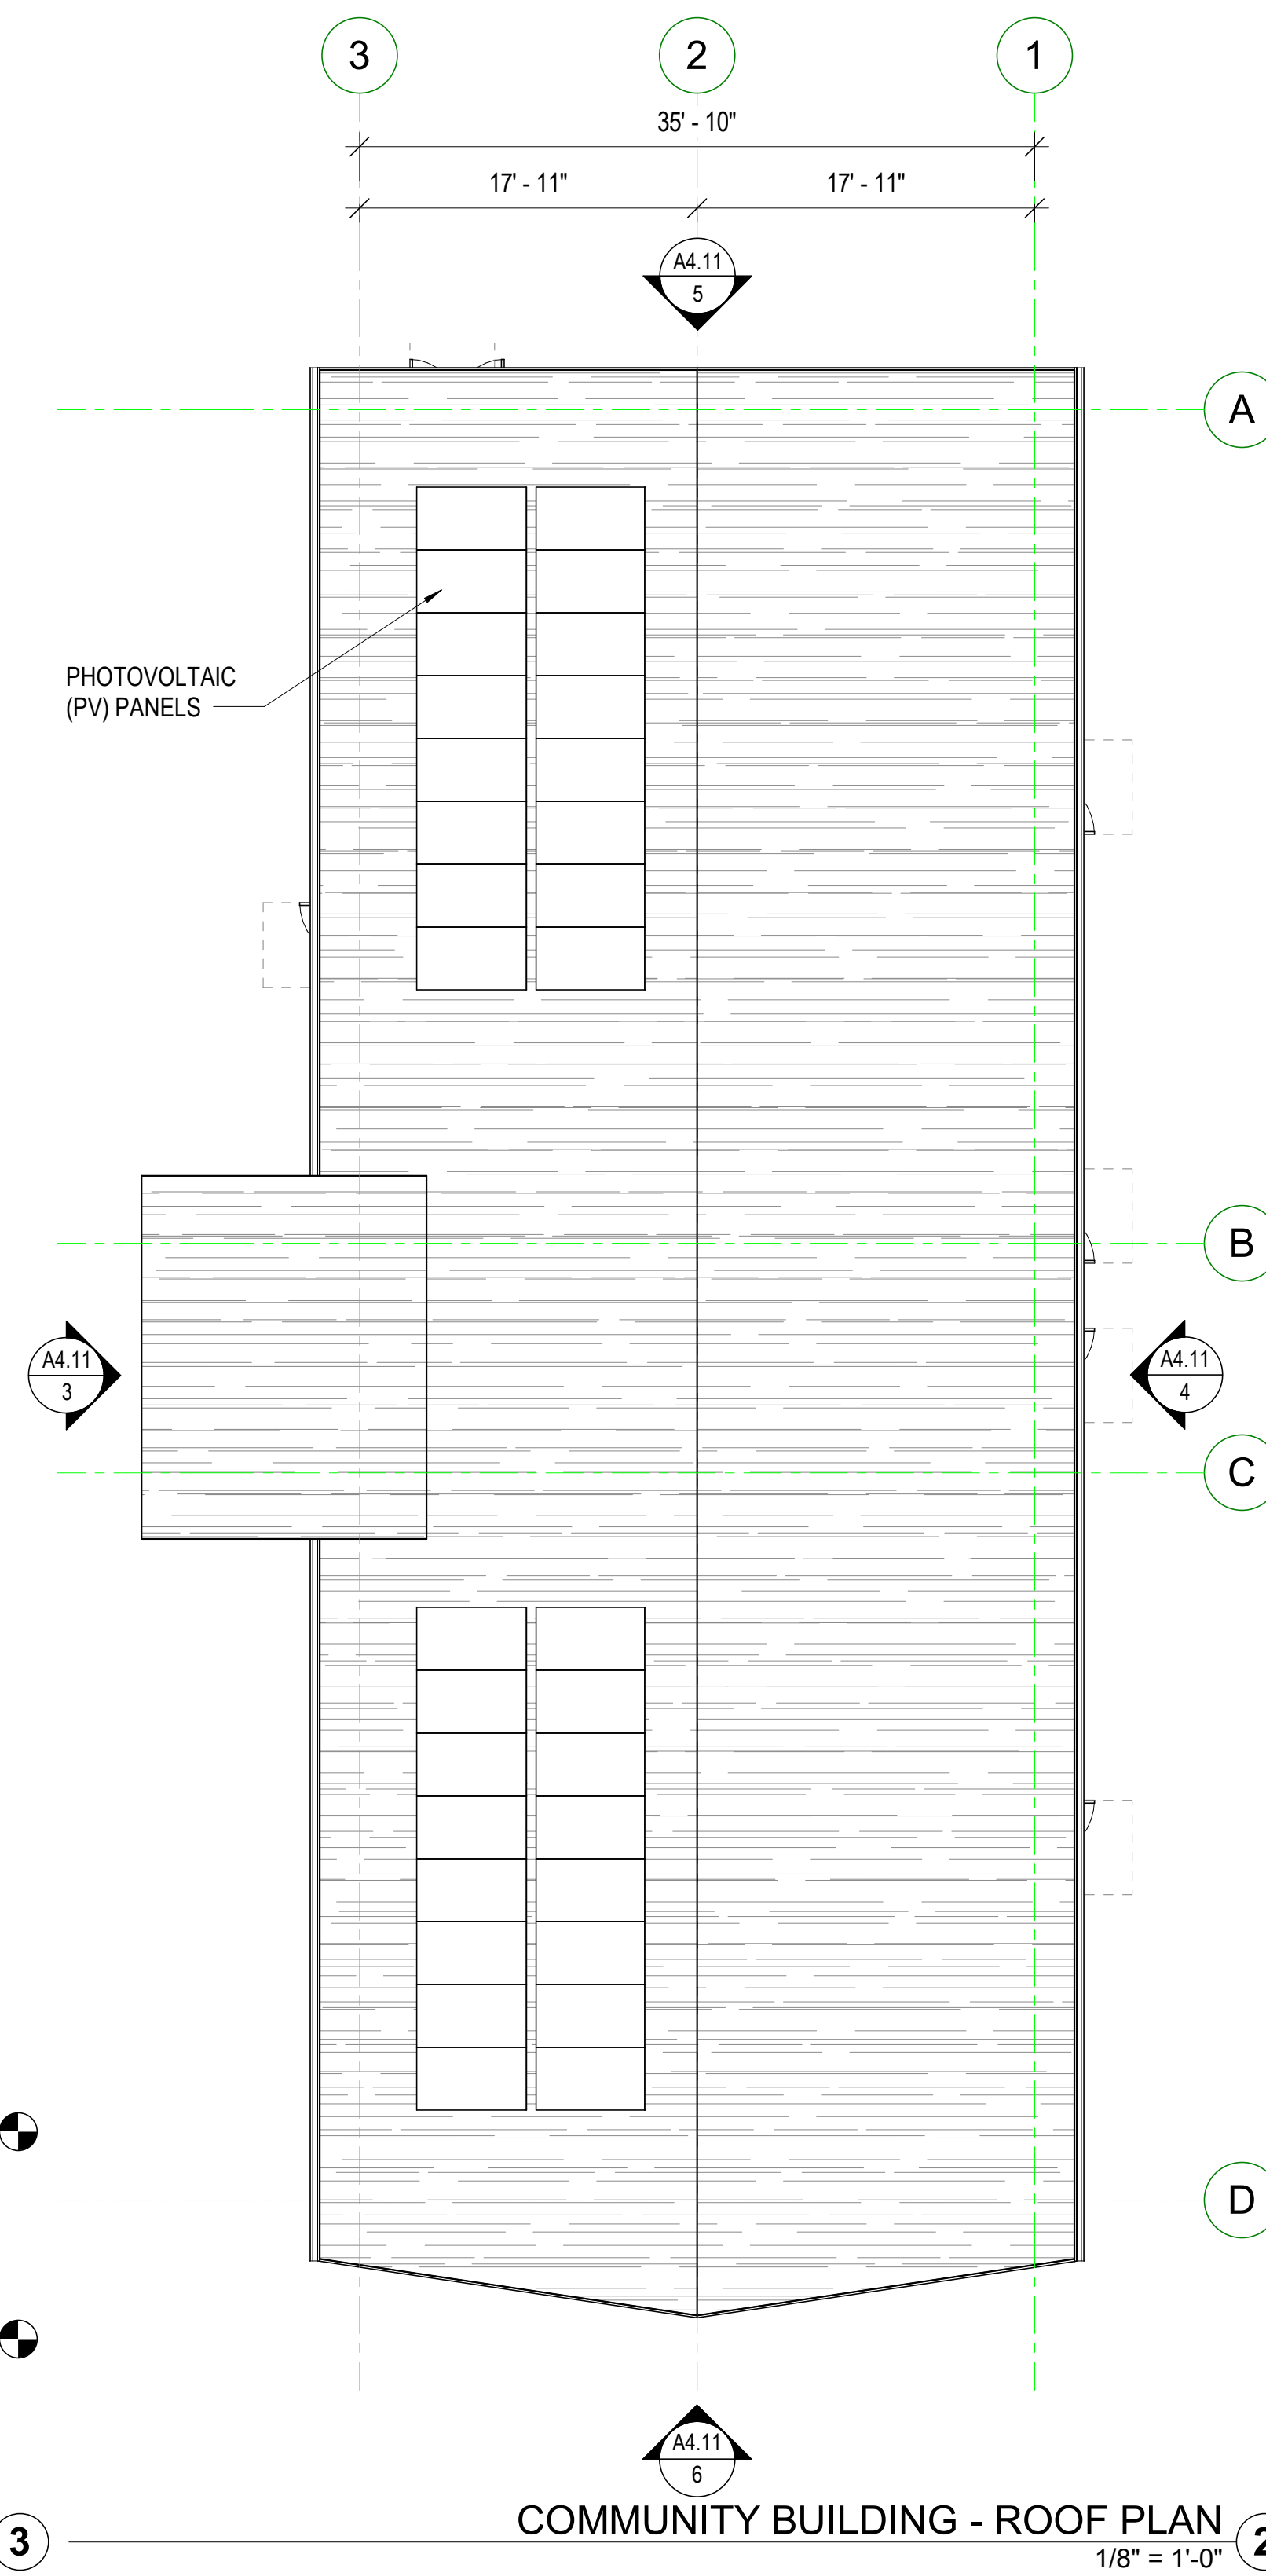 3
2
1
35' - 10"
17' - 11"
17' - 11"
A4.11
5
A
PHOTOVOLTAIC
(PV) PANELS
B
A4.11
3
A4.11
4
C
D
A4.11
6
COMMUNITY BUILDING - ROOF PLAN
1/8" = 1'-0"
3
2